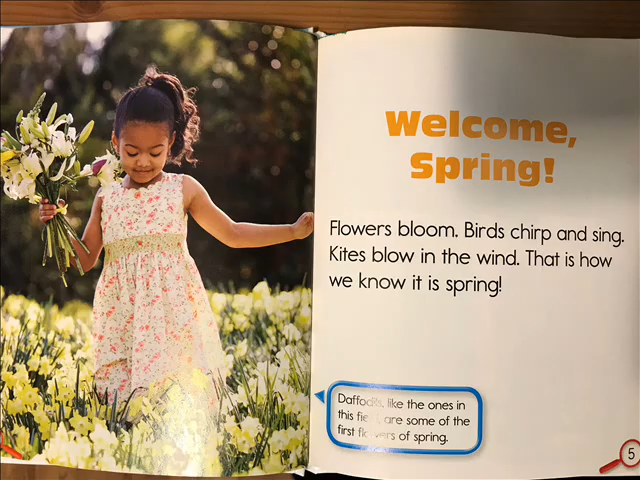 Welcome,
Spring!
Flowers bloom. Birds chirp and sing.
Kites blow in the wind. That is how
we know it is spring!
Daffodils, like the ones in
this are some of the
first of spring.
5